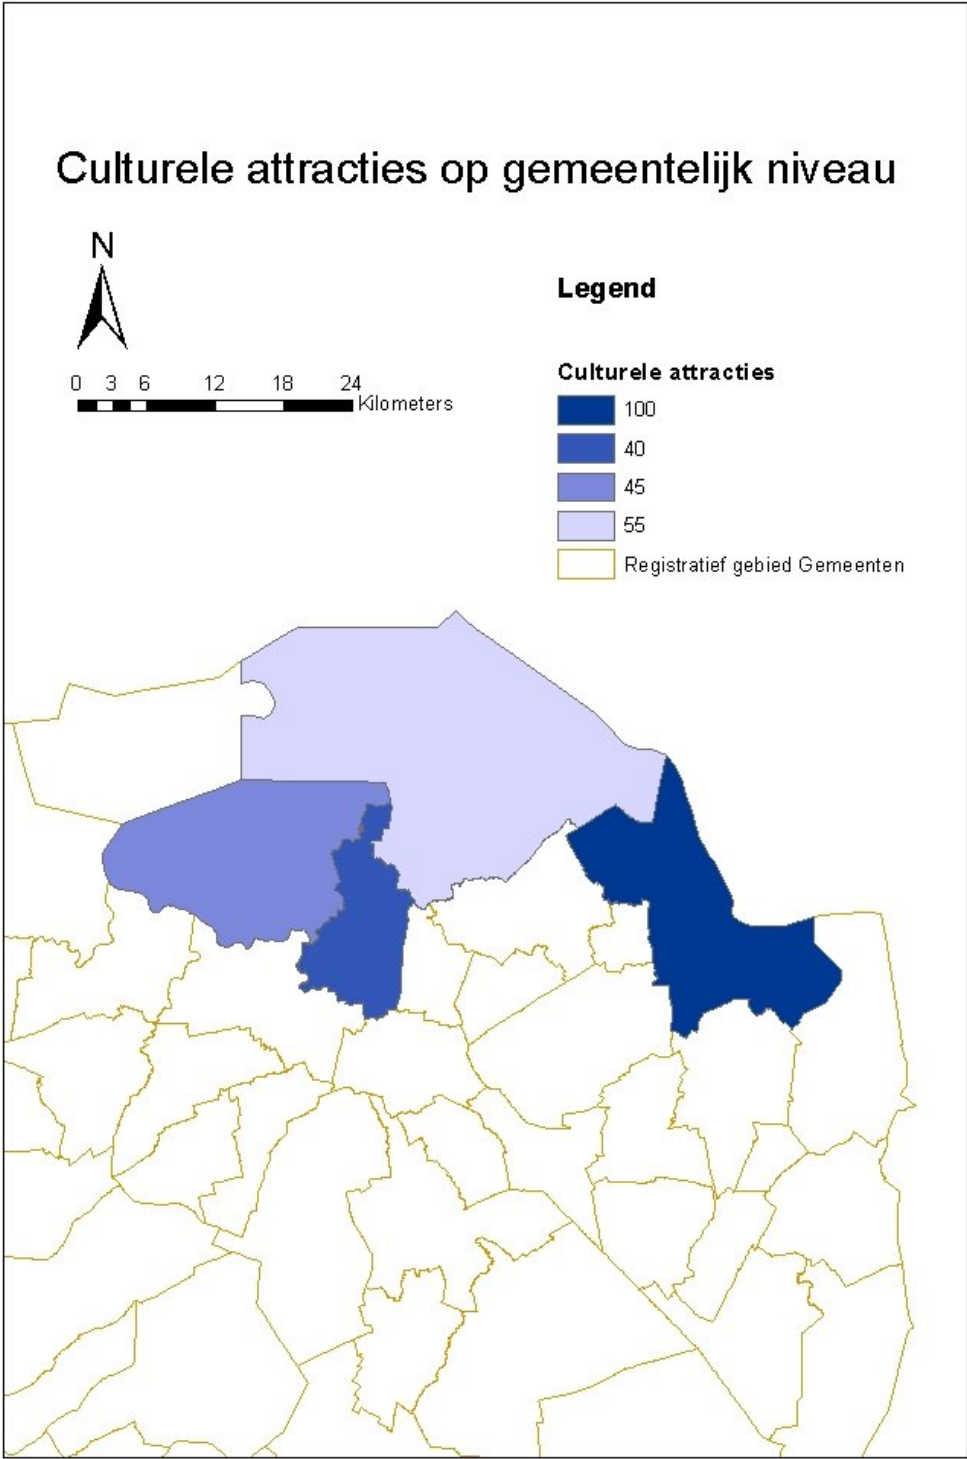 Culturele attracties op gemeentelijk niveau
N
0 3 6 12 18 24
Kilometers
Legend
Culturele attracties
100
40
45
55
Registratief gebied Gemeenten